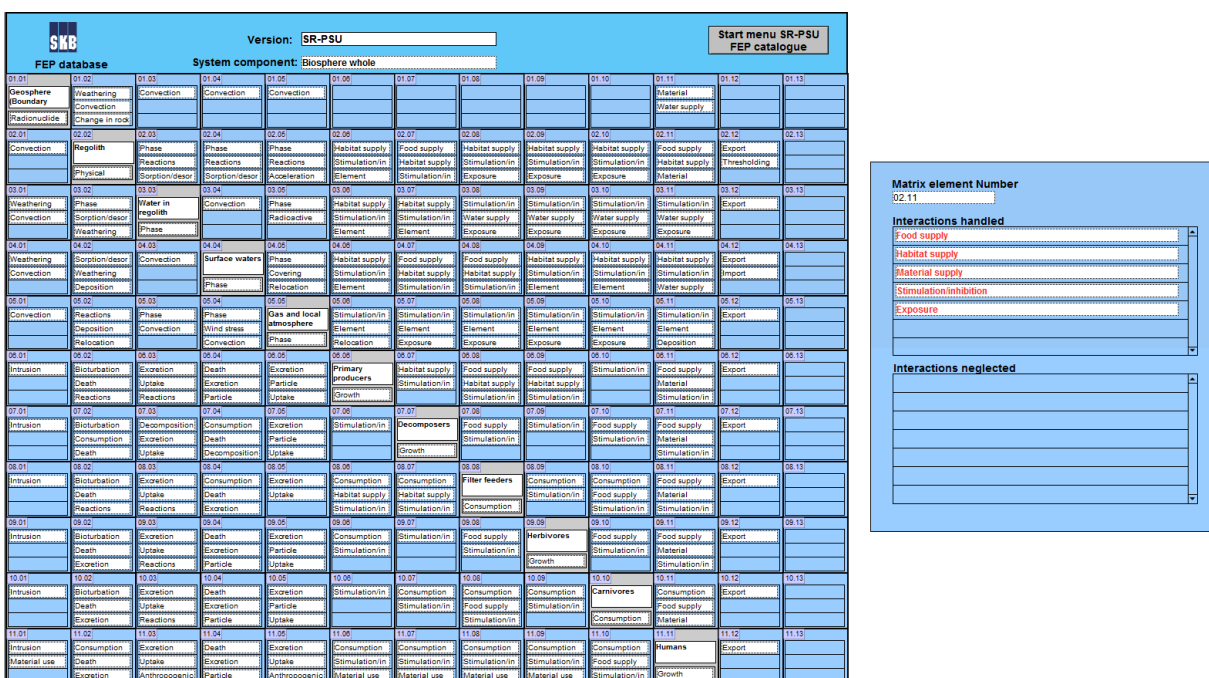 SKB
Version: SR-PSU
Start menu SR-PSU
FEP catalogue
FEP database
System component: Biosphere whole
01.01 01.02 01.03 01.04 01.05 01.06 01.07 01.08 01.09 01.10 01.11 01.12 01.13
Geosphere (Boundary Weathering Convection Convection Convection Material
Convection Water supply
Radionuclide Change in rock
02.01 02.02 02.03 02.04 02.05 02.06 02.07 02.08 02.09 02.10 02.11 02.12 02.13
Convection Regolith Phase Phase Phase Habitat supply Food supply Habitat supply Habitat supply Habitat supply Food supply Export
Reactions Reactions Reactions Stimulation/in Habitat supply Stimulation/in Stimulation/in Stimulation/in Habitat supply Thresholding
Physical Sorption/desor Sorption/desor Acceleration Element Stimulation/in Exposure Exposure Exposure Material
03.01 03.02 03.03 03.04 03.05 03.06 03.07 03.08 03.09 03.10 03.11 03.12 03.13
Weathering Phase Water in regolith Convection Phase Habitat supply Habitat supply Stimulation/in Stimulation/in Stimulation/in Stimulation/in Export
Convection Sorption/desor Radioactive Stimulation/in Stimulation/in Water supply Water supply Water supply Water supply
Weathering Phase Element Element Exposure Exposure Exposure Exposure
04.01 04.02 04.03 04.04 04.05 04.06 04.07 04.08 04.09 04.10 04.11 04.12 04.13
Weathering Sorption/desor Convection Surface waters Phase Habitat supply Food supply Food supply Habitat supply Habitat supply Habitat supply Export
Convection Weathering Covering Stimulation/in Habitat supply Habitat supply Stimulation/in Stimulation/in Stimulation/in Import
Deposition Phase Relocation Element Stimulation/in Stimulation/in Element Element Water supply
05.01 05.02 05.03 05.04 05.05 05.06 05.07 05.08 05.09 05.10 05.11 05.12 05.13
Convection Reactions Phase Phase Gas and local atmosphere Stimulation/in Stimulation/in Stimulation/in Stimulation/in Stimulation/in Stimulation/in Export
Deposition Convection Wind stress Element Element Element Element Element Element
Relocation Convection Phase Relocation Exposure Exposure Exposure Exposure Deposition
06.01 06.02 06.03 06.04 06.05 06.06 06.07 06.08 06.09 06.10 06.11 06.12 06.13
Intrusion Bioturbation Excretion Death Excretion Primary producers Habitat supply Food supply Food supply Stimulation/in Food supply Export
Death Uptake Excretion Particle Stimulation/in Habitat supply Habitat supply Material
Reactions Reactions Particle Uptake Growth Stimulation/in Stimulation/in Stimulation/in
07.01 07.02 07.03 07.04 07.05 07.06 07.07 07.08 07.09 07.10 07.11 07.12 07.13
Intrusion Bioturbation Decomposition Consumption Excretion Stimulation/in Decomposers Food supply Stimulation/in Food supply Food supply Export
Consumption Excretion Death Particle Stimulation/in Stimulation/in Material
Death Uptake Decomposition Uptake Growth Stimulation/in
08.01 08.02 08.03 08.04 08.05 08.06 08.07 08.08 08.09 08.10 08.11 08.12 08.13
Intrusion Bioturbation Excretion Consumption Excretion Consumption Consumption Filter feeders Consumption Consumption Food supply Export
Death Uptake Death Uptake Habitat supply Habitat supply Stimulation/in Food supply Material
Reactions Reactions Excretion Stimulation/in Stimulation/in Consumption Stimulation/in Stimulation/in
09.01 09.02 09.03 09.04 09.05 09.06 09.07 09.08 09.09 09.10 09.11 09.12 09.13
Intrusion Bioturbation Excretion Death Excretion Consumption Stimulation/in Food supply Herbivores Food supply Food supply Export
Death Uptake Excretion Particle Stimulation/in Stimulation/in Stimulation/in Material
Excretion Reactions Particle Uptake Growth Stimulation/in
10.01 10.02 10.03 10.04 10.05 10.06 10.07 10.08 10.09 10.10 10.11 10.12 10.13
Intrusion Bioturbation Excretion Death Excretion Stimulation/in Consumption Consumption Consumption Carnivores Consumption Export
Death Uptake Excretion Particle Stimulation/in Food supply Stimulation/in Food supply
Excretion Reactions Particle Uptake Stimulation/in Consumption Material
11.01 11.02 11.03 11.04 11.05 11.06 11.07 11.08 11.09 11.10 11.11 11.12 11.13
Intrusion Consumption Excretion Death Excretion Consumption Consumption Consumption Consumption Consumption Humans Export
Material use Death Uptake Excretion Uptake Stimulation/in Stimulation/in Stimulation/in Stimulation/in Food supply
Excretion Anthropogenic Particle Anthropogenic Material use Material use Material use Material use Stimulation/in Growth
Matrix element Number
02.11
Interactions handled
Food supply
Habitat supply
Material supply
Stimulation/inhibition
Exposure
Interactions neglected